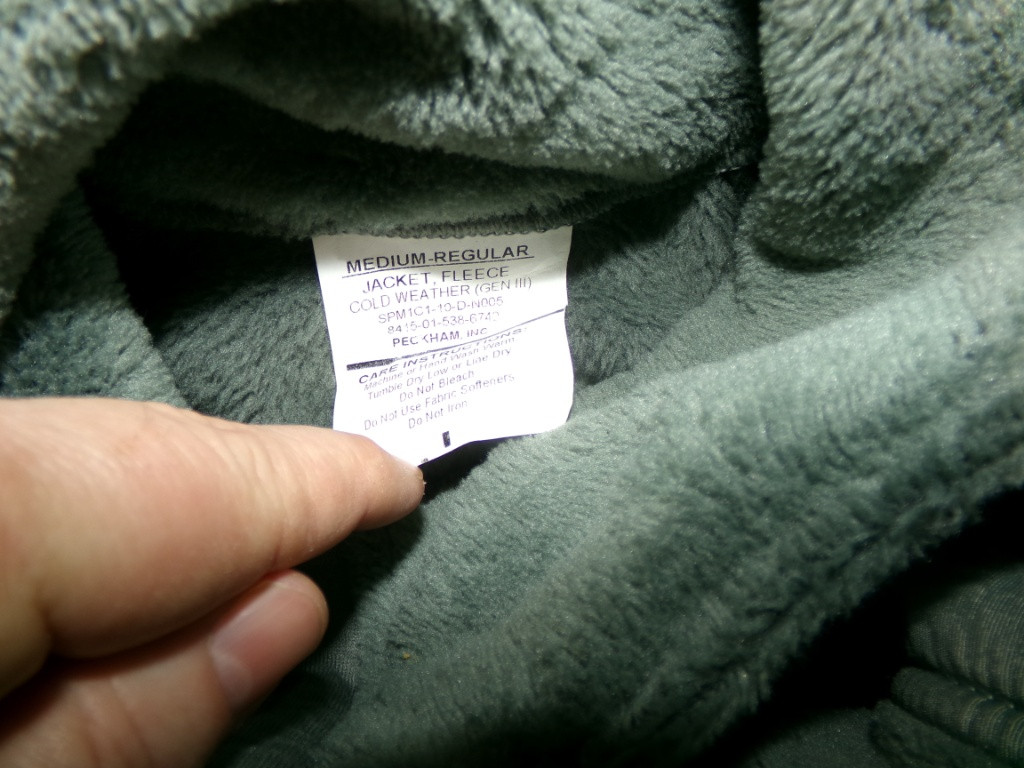 MEDIUM-REGULAR
JACKET, FLEECE
COLD WEATHER (GEN III)
SPM1C1-10-D-N005
8415-01-538-6740
PECKHAM, INC
CARE INSTRUCTIONS:
Machine or Hand Wash Warm
Tumble Dry Low or Line Dry
Do Not Bleach
Do Not Use Fabric Softeners
Do Not Iron